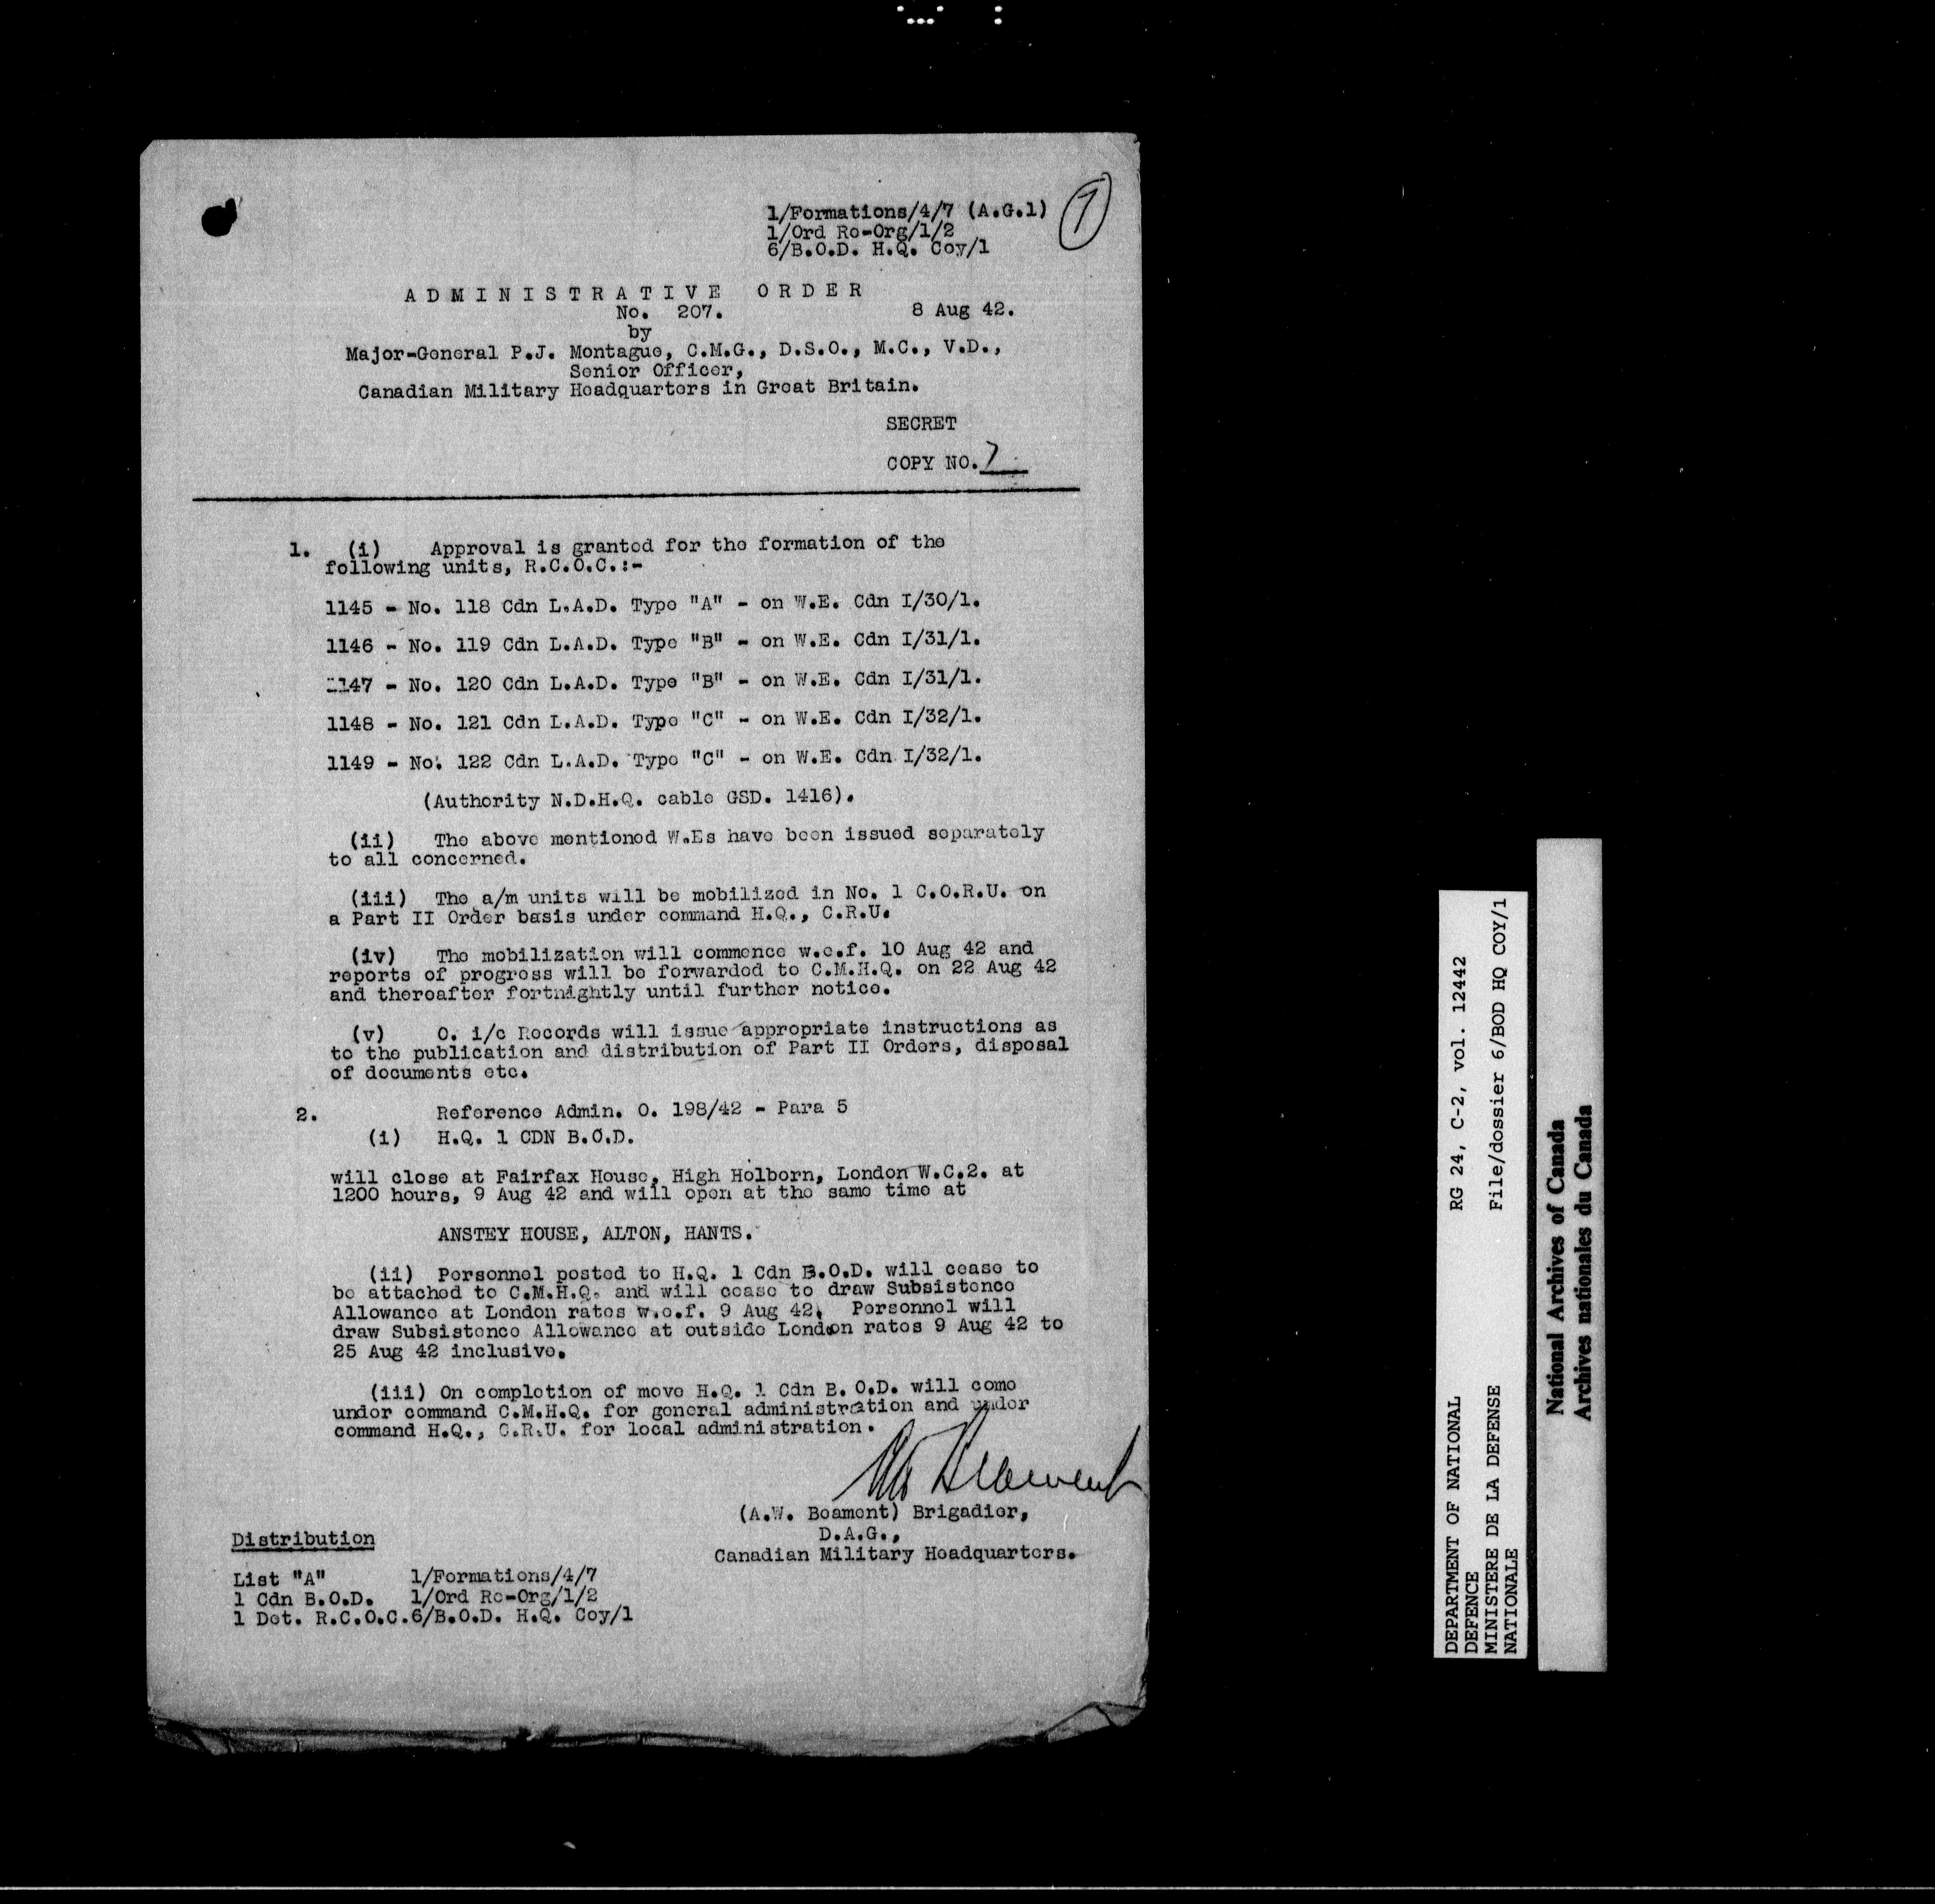 1/Formations/4/7 (A.G.1)
1/Ord Re-Org/1/2
6/B.O.D. H.Q. Coy/1
ADMINISTRATIVE ORDER
No. 207. 8 Aug 42.
by
Major-General P.J. Montague, C.M.G., D.S.O., M.C., V.D.,
Senior Officer,
Canadian Military Headquarters in Great Britain.
SECRET
COPY NO. 7
1. (i) Approval is granted for the formation of the
following units, R.C.O.C.:-
1145 - No. 118 Cdn L.A.D. Type "A" - on W.E. Cdn I/30/1.
1146 - No. 119 Cdn L.A.D. Type "B" - on W.E. Cdn I/31/1.
1147 - No. 120 Cdn L.A.D. Type "B" - on W.E. Cdn I/31/1.
1148 - No. 121 Cdn L.A.D. Type "C" - on W.E. Cdn I/32/1.
1149 - No. 122 Cdn L.A.D. Type "C" - on W.E. Cdn I/32/1.
(Authority N.D.H.Q. cable GSD. 1416).
(ii) The above mentioned W.Es have been issued separately
to all concerned.
(iii) The a/m units will be mobilized in No. 1 C.O.R.U. on
a Part II Order basis under command H.Q., C.R.U.
(iv) The mobilization will commence w.e.f. 10 Aug 42 and
reports of progress will be forwarded to C.M.H.Q. on 22 Aug 42
and thereafter fortnightly until further notice.
(v) O. i/c Records will issue appropriate instructions as
to the publication and distribution of Part II Orders, disposal
of documents etc.
2. Reference Admin. O. 198/42 - Para 5
(i) H.Q. 1 CDN B.O.D.
will close at Fairfax House, High Holborn, London W.C.2. at
1200 hours, 9 Aug 42 and will open at the same time at
ANSTEY HOUSE, ALTON, HANTS.
(ii) Personnel posted to H.Q. 1 Cdn B.O.D. will cease to
be attached to C.M.H.Q. and will cease to draw Subsistence
Allowance at London rates w.e.f. 9 Aug 42. Personnel will
draw Subsistence Allowance at outside London rates 9 Aug 42 to
25 Aug 42 inclusive.
(iii) On completion of move H.Q. 1 Cdn B. O.D. will come
under command C.M.H.Q. for general administration and under
command H.Q., C.R.U. for local administration.
(A.W. Beament) Brigadier,
D.A.G.,
Canadian Military Headquarters.
Distribution
List "A" 1/Formations/4/7
1 Cdn B.O.D. 1/Ord Re-Org/1/2
1 Det. R.C.O.C. 6/B.O.D. H.Q. Coy/1
DEPARTMENT OF NATIONAL RG 24, C-2, vol. 12442
DEFENCE
MINISTERE DE LA DEFENSE File/dossier 6/BOD HQ COY/1
NATIONALE
National Archives of Canada
Archives nationales du Canada